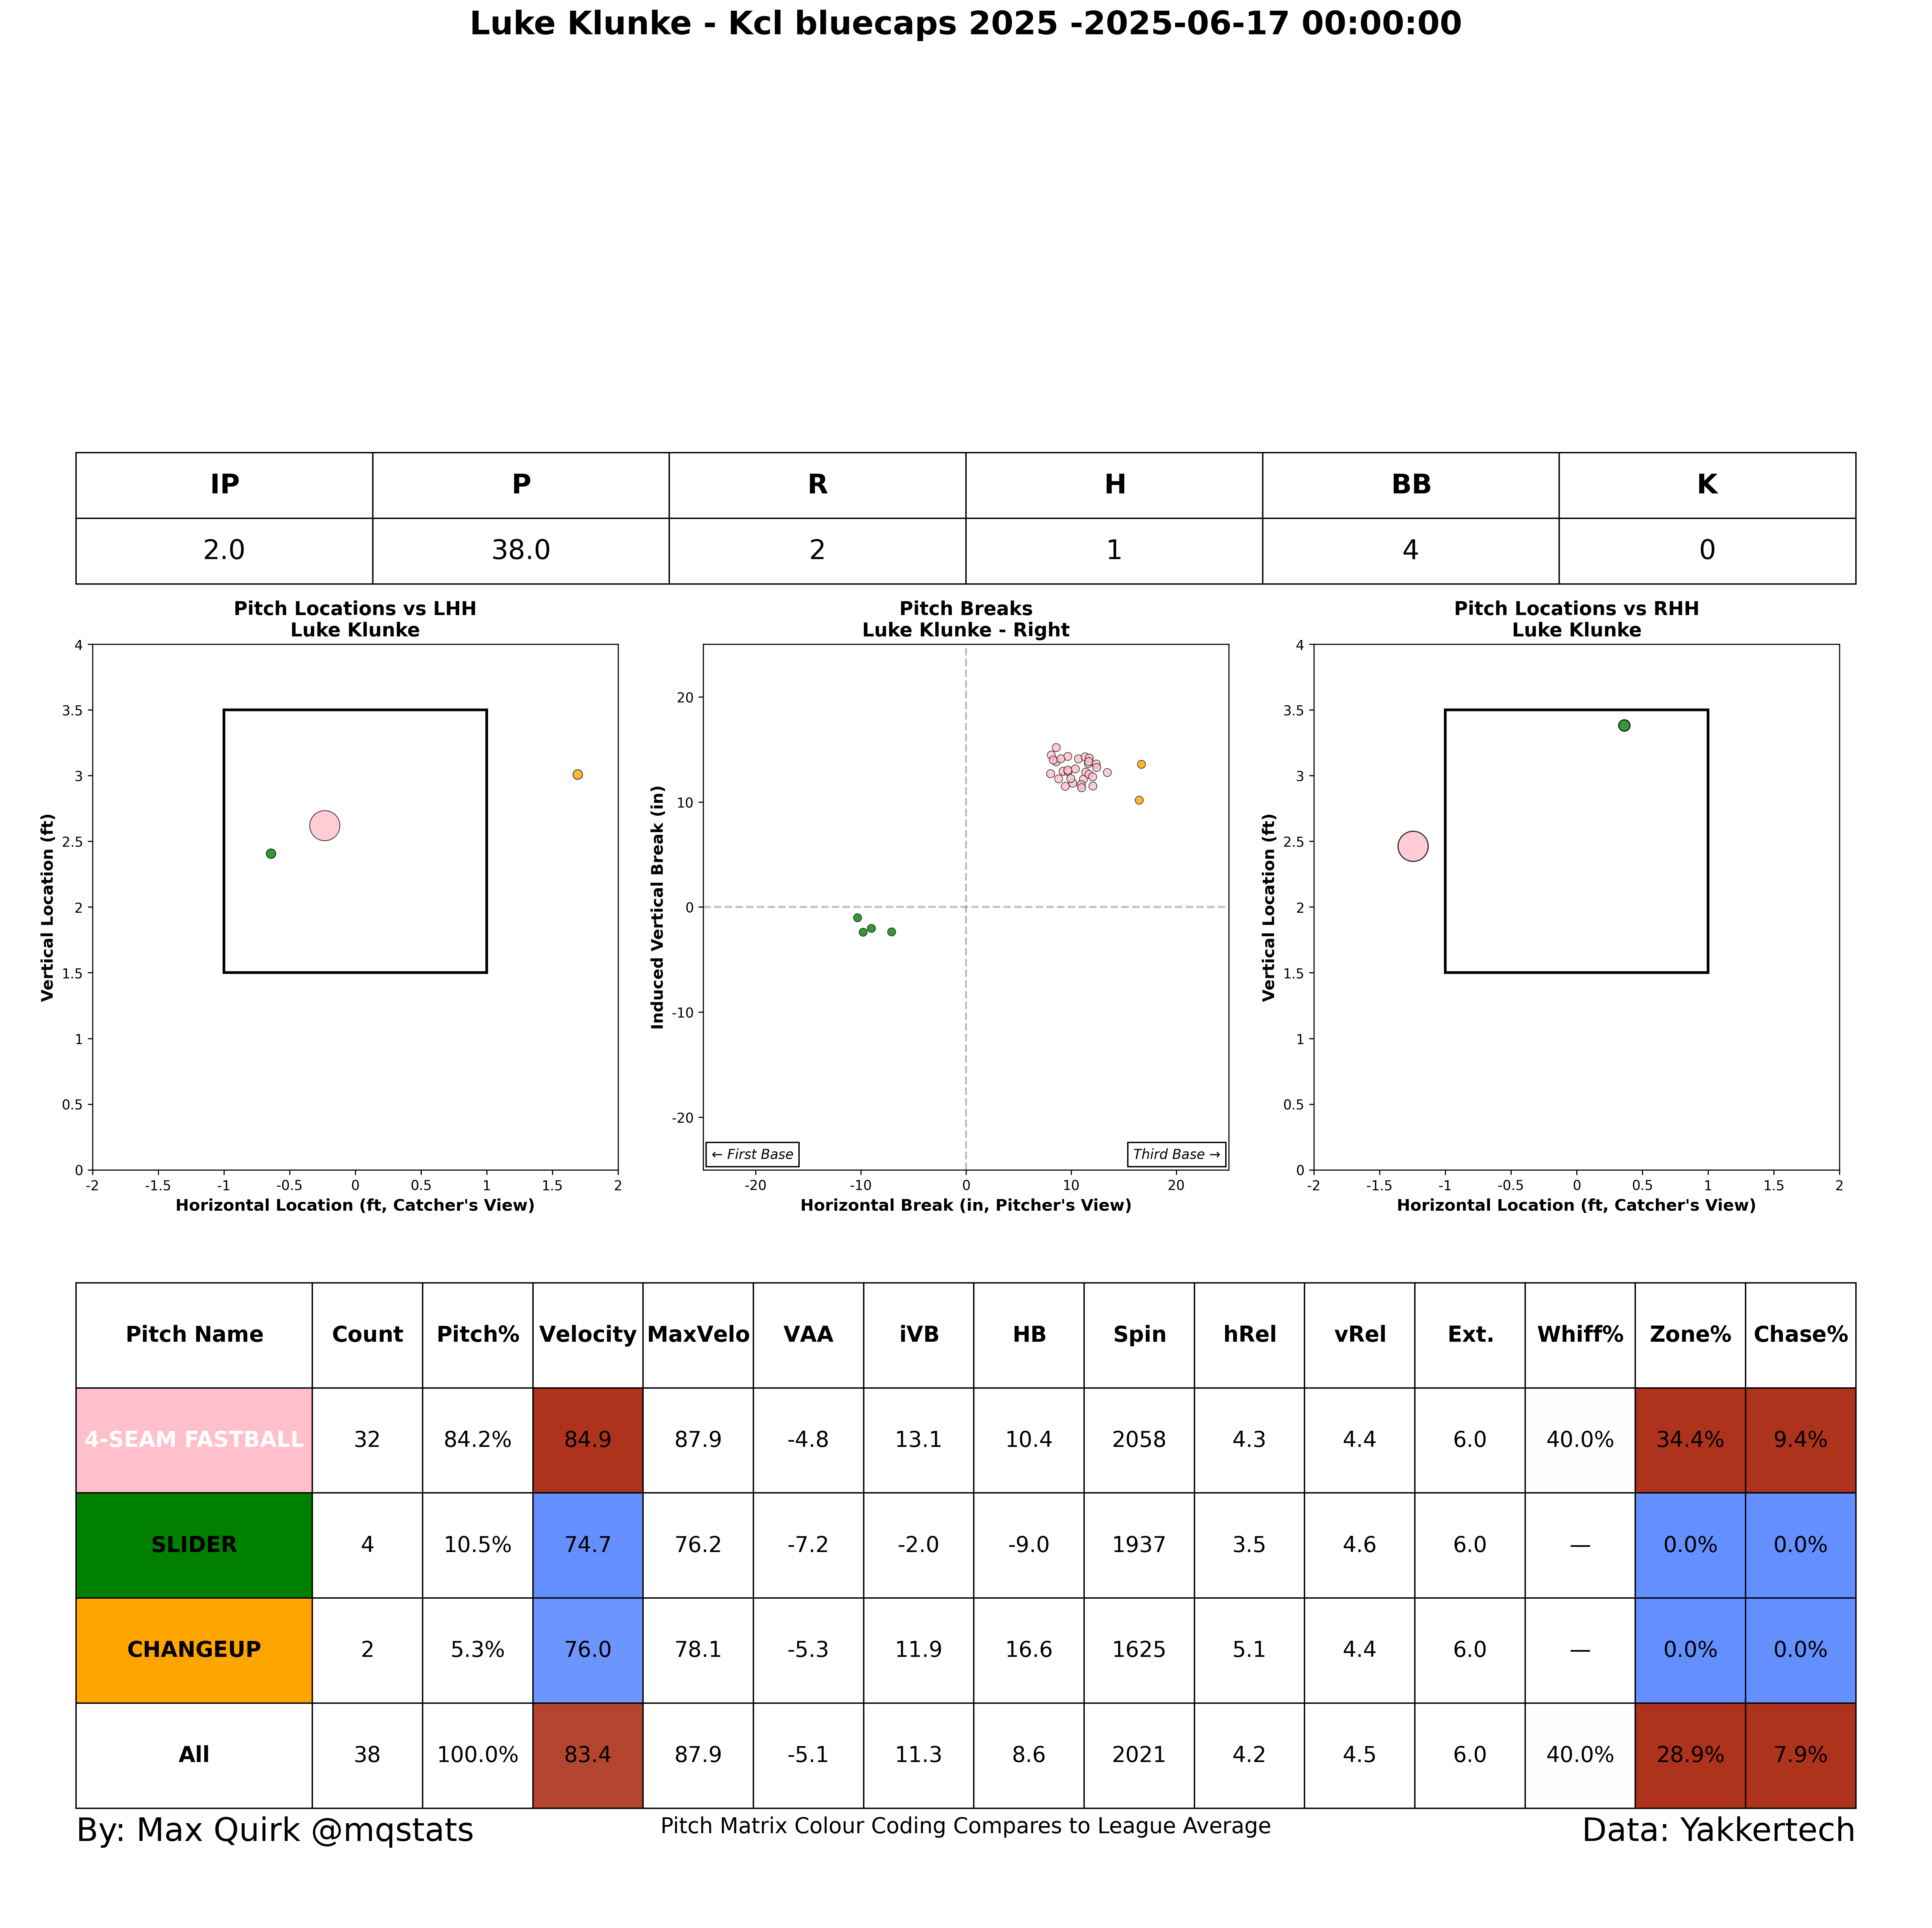 Luke Klunke - Kcl bluecaps 2025 -2025-06-17 00:00:00
IP P R H BB K
2.0 38.0 2 1 4 0
Pitch Locations vs LHH
Luke Klunke
4
3.5
3
2.5
2
1.5
1
0.5
0
-2 -1.5 -1 -0.5 0 0.5 1 1.5 2
Vertical Location (ft)
Horizontal Location (ft, Catcher's View)
Pitch Breaks
Luke Klunke - Right
20
10
0
-10
-20
← First Base
Third Base →
-20 -10 0 10 20
Induced Vertical Break (in)
Horizontal Break (in, Pitcher's View)
Pitch Locations vs RHH
Luke Klunke
4
3.5
3
2.5
2
1.5
1
0.5
0
-2 -1.5 -1 -0.5 0 0.5 1 1.5 2
Vertical Location (ft)
Horizontal Location (ft, Catcher's View)
Pitch Name Count Pitch% Velocity MaxVelo VAA iVB HB Spin hRel vRel Ext. Whiff% Zone% Chase%
4-SEAM FASTBALL 32 84.2% 84.9 87.9 -4.8 13.1 10.4 2058 4.3 4.4 6.0 40.0% 34.4% 9.4%
SLIDER 4 10.5% 74.7 76.2 -7.2 -2.0 -9.0 1937 3.5 4.6 6.0 — 0.0% 0.0%
CHANGEUP 2 5.3% 76.0 78.1 -5.3 11.9 16.6 1625 5.1 4.4 6.0 — 0.0% 0.0%
All 38 100.0% 83.4 87.9 -5.1 11.3 8.6 2021 4.2 4.5 6.0 40.0% 28.9% 7.9%
By: Max Quirk @mqstats
Pitch Matrix Colour Coding Compares to League Average
Data: Yakkertech